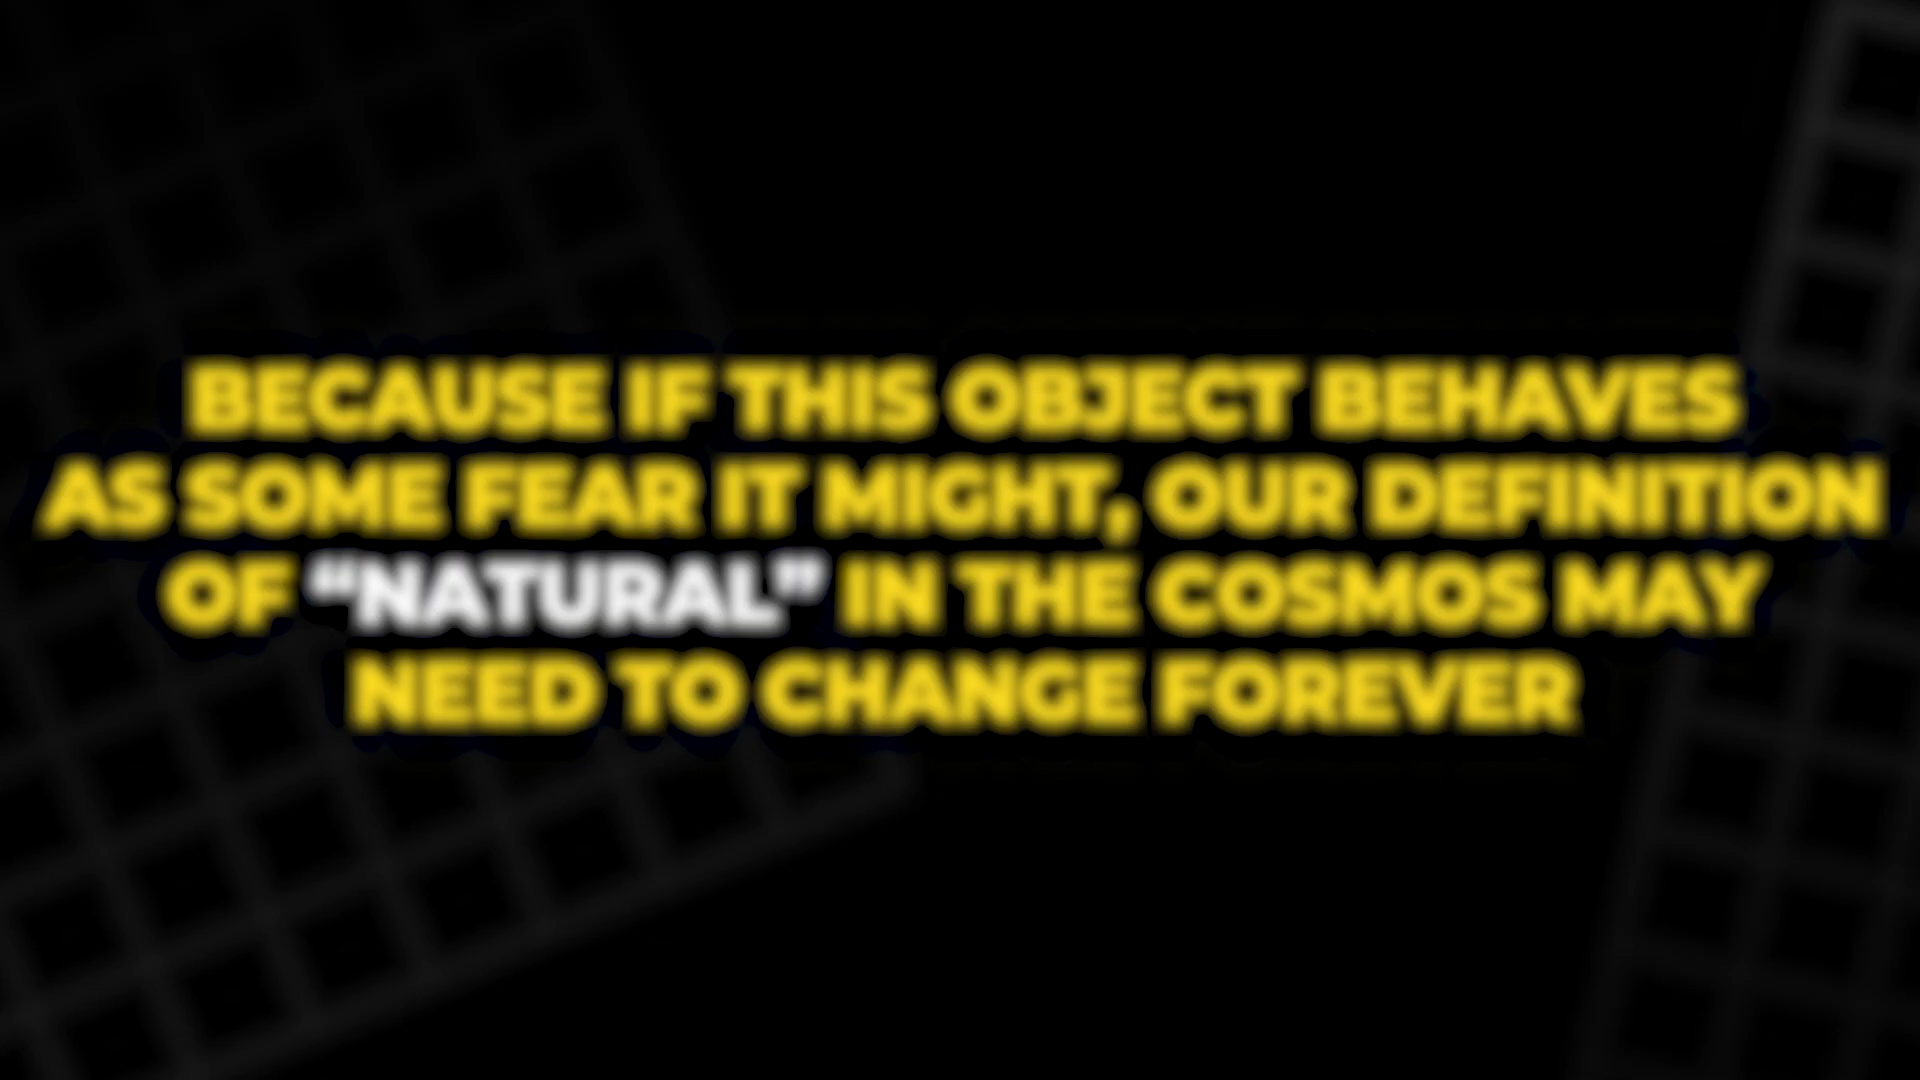 BECAUSE IF THIS OBJECT BEHAVES
AS SOME FEAR IT MIGHT, OUR DEFINITION
OF “NATURAL” IN THE COSMOS MAY
NEED TO CHANGE FOREVER